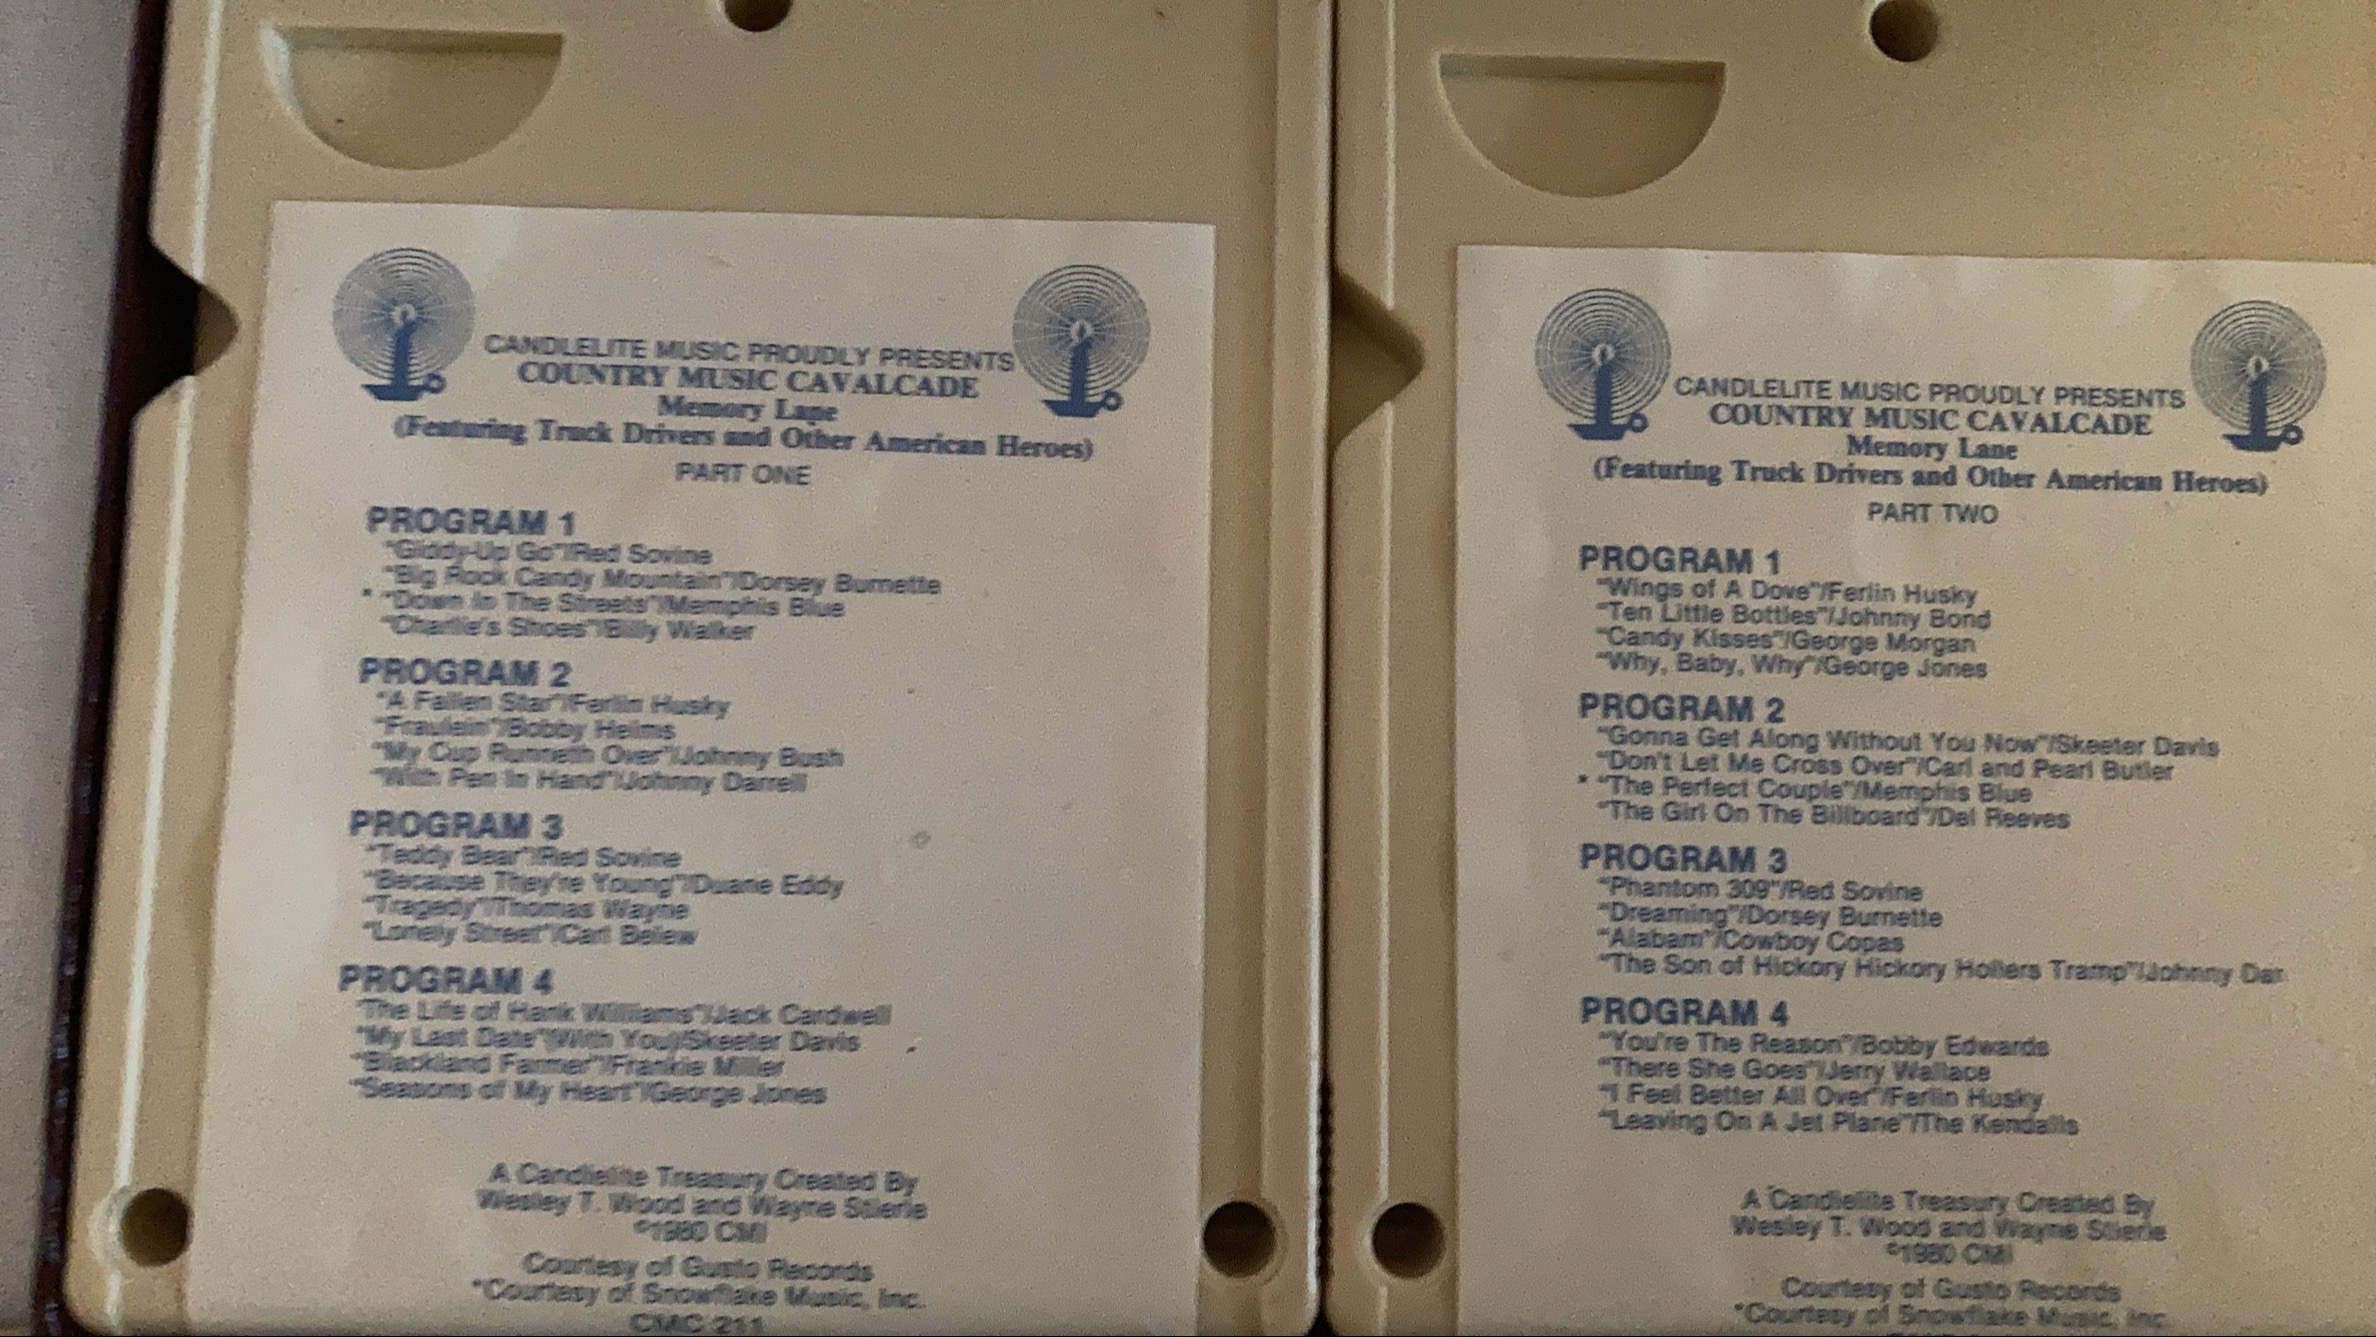 CANDLELITE MUSIC PROUDLY PRESENTS
COUNTRY MUSIC CAVALCADE
Memory Lane
(Featuring Truck Drivers and Other American Heroes)
PART ONE
PROGRAM 1
"Giddy-Up Go"/Red Sovine
"Big Rock Candy Mountain"/Dorsey Burnette
* "Down In The Streets"/Memphis Blue
"Charlie's Shoes"/Billy Walker
PROGRAM 2
"A Fallen Star"/Ferlin Husky
"Fraulein"/Bobby Helms
"My Cup Runneth Over"/Johnny Bush
"With Pen In Hand"/Johnny Darrell
PROGRAM 3
"Teddy Bear"/Red Sovine
"Because They're Young"/Duane Eddy
"Tragedy"/Thomas Wayne
"Lonely Street"/Carl Belew
PROGRAM 4
"The Life of Hank Williams"/Jack Cardwell
"My Last Date"(With You)/Skeeter Davis
"Blackland Farmer"/Frankie Miller
"Seasons of My Heart"/George Jones
A Candlelite Treasury Created By
Wesley T. Wood and Wayne Stierle
©1980 CMI
Courtesy of Gusto Records
*Courtesy of Snowflake Music, Inc.
CMC 211
CANDLELITE MUSIC PROUDLY PRESENTS
COUNTRY MUSIC CAVALCADE
Memory Lane
(Featuring Truck Drivers and Other American Heroes)
PART TWO
PROGRAM 1
"Wings of A Dove"/Ferlin Husky
"Ten Little Bottles"/Johnny Bond
"Candy Kisses"/George Morgan
"Why, Baby, Why"/George Jones
PROGRAM 2
"Gonna Get Along Without You Now"/Skeeter Davis
"Don't Let Me Cross Over"/Carl and Pearl Butler
* "The Perfect Couple"/Memphis Blue
"The Girl On The Billboard"/Del Reeves
PROGRAM 3
"Phantom 309"/Red Sovine
"Dreaming"/Dorsey Burnette
"Alabam"/Cowboy Copas
"The Son of Hickory Hickory Hollers Tramp"/Johnny Dar
PROGRAM 4
"You're The Reason"/Bobby Edwards
"There She Goes"/Jerry Wallace
"I Feel Better All Over"/Ferlin Husky
"Leaving On A Jet Plane"/The Kendalls
A Candlelite Treasury Created By
Wesley T. Wood and Wayne Stierle
©1980 CMI
Courtesy of Gusto Records
*Courtesy of Snowflake Music, Inc.